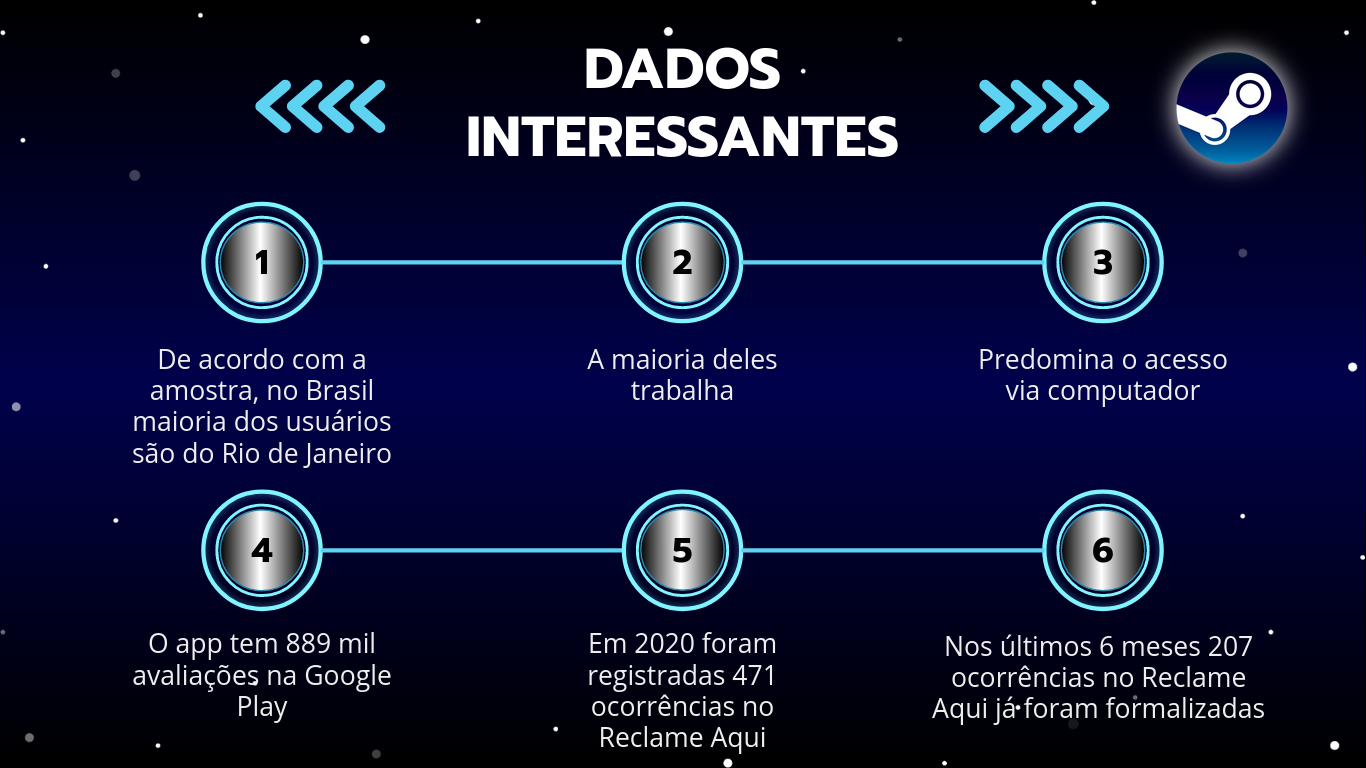 DADOS
INTERESSANTES
1
2
3
De acordo com a
amostra, no Brasil
maioria dos usuários
são do Rio de Janeiro
A maioria deles
trabalha
Predomina o acesso
via computador
4
5
6
O app tem 889 mil
avaliações na Google
Play
Em 2020 foram
registradas 471
ocorrências no
Reclame Aqui
Nos últimos 6 meses 207
ocorrências no Reclame
Aqui já foram formalizadas